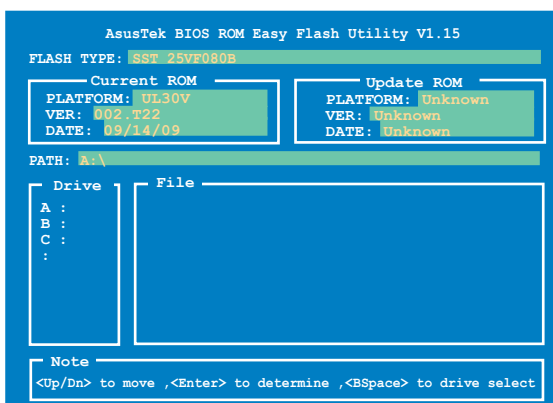 AsusTek BIOS ROM Easy Flash Utility V1.15
FLASH TYPE: SST 25VF080B
Current ROM
PLATFORM: UL30V
VER: 002.T22
DATE: 09/14/09
Update ROM
PLATFORM: Unknown
VER: Unknown
DATE: Unknown
PATH: A:\
Drive
A :
B :
C :
:
File
Note
<Up/Dn> to move ,<Enter> to determine ,<BSpace> to drive select